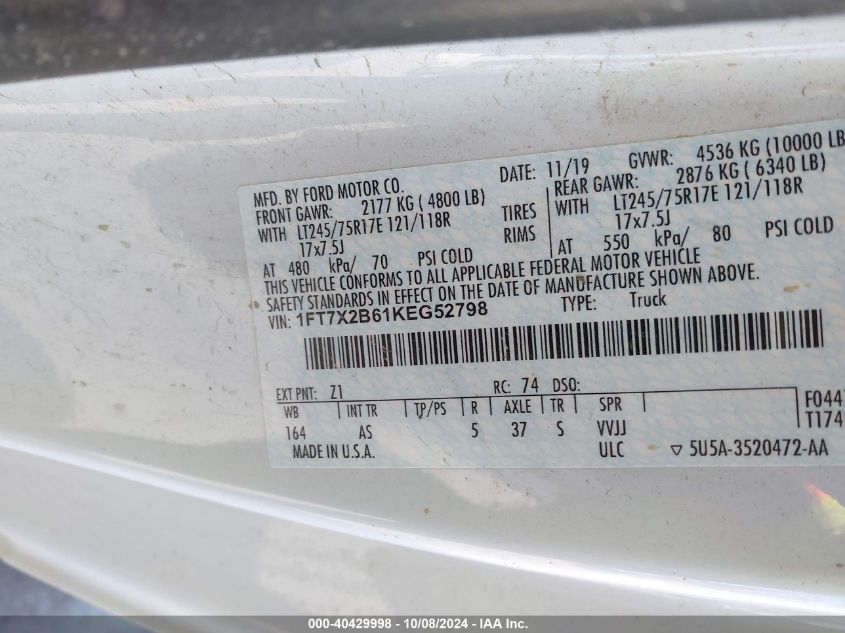 MFD. BY FORD MOTOR CO. DATE: 11/19 GVWR: 4536 KG (10000 LB
FRONT GAWR: 2177 KG ( 4800 LB) REAR GAWR: 2876 KG ( 6340 LB)
WITH LT245/75R17E 121/118R TIRES WITH LT245/75R17E 121/118R
17x7.5J RIMS 17x7.5J
AT 480 kPa/ 70 PSI COLD AT 550 kPa/ 80 PSI COLD
THIS VEHICLE CONFORMS TO ALL APPLICABLE FEDERAL MOTOR VEHICLE
SAFETY STANDARDS IN EFFECT ON THE DATE OF MANUFACTURE SHOWN ABOVE.
VIN: 1FT7X2B61KEG52798 TYPE: Truck
EXT PNT: Z1 RC: 74 DSO:
WB INT TR TP/PS R AXLE TR SPR F044
164 AS 5 37 S VVJJ T174
MADE IN U.S.A. ULC ▽ 5U5A-3520472-AA
000-40429998 - 10/08/2024 - IAA Inc.